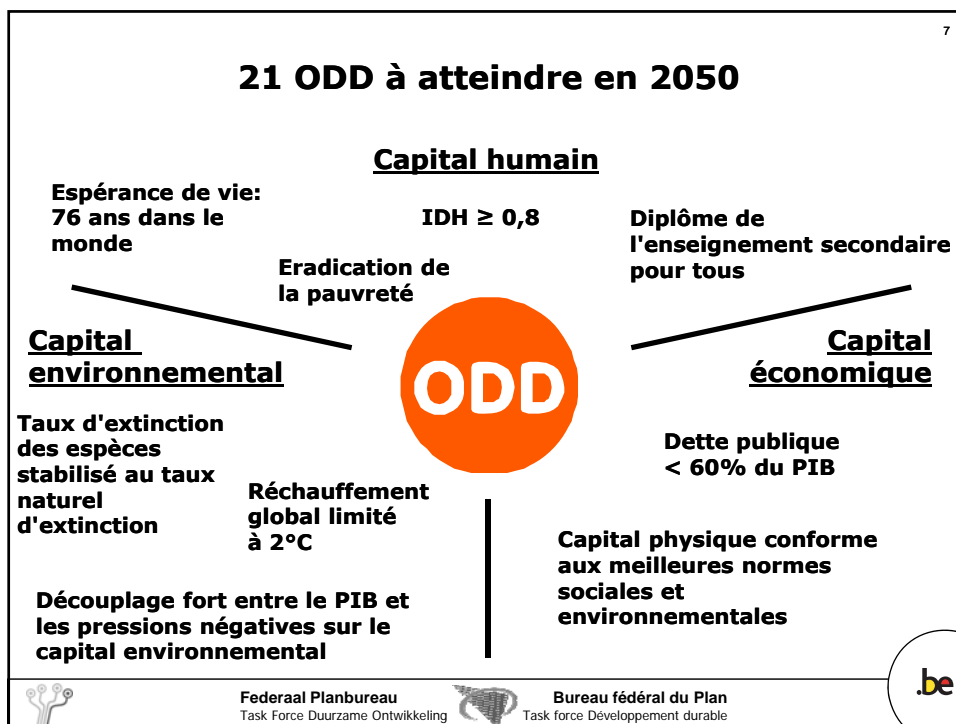 7
21 ODD à atteindre en 2050
Capital humain
Espérance de vie:
76 ans dans le
monde
IDH ≥ 0,8
Diplôme de
l'enseignement secondaire
pour tous
Eradication de
la pauvreté
Capital
environnemental
ODD
Capital
économique
Taux d'extinction
des espèces
stabilisé au taux
naturel
d'extinction
Réchauffement
global limité
à 2°C
Découplage fort entre le PIB et
les pressions négatives sur le
capital environnemental
Dette publique
< 60% du PIB
Capital physique conforme
aux meilleures normes
sociales et
environnementales
Federaal Planbureau
Task Force Duurzame Ontwikkeling
Bureau fédéral du Plan
Task force Développement durable
.be